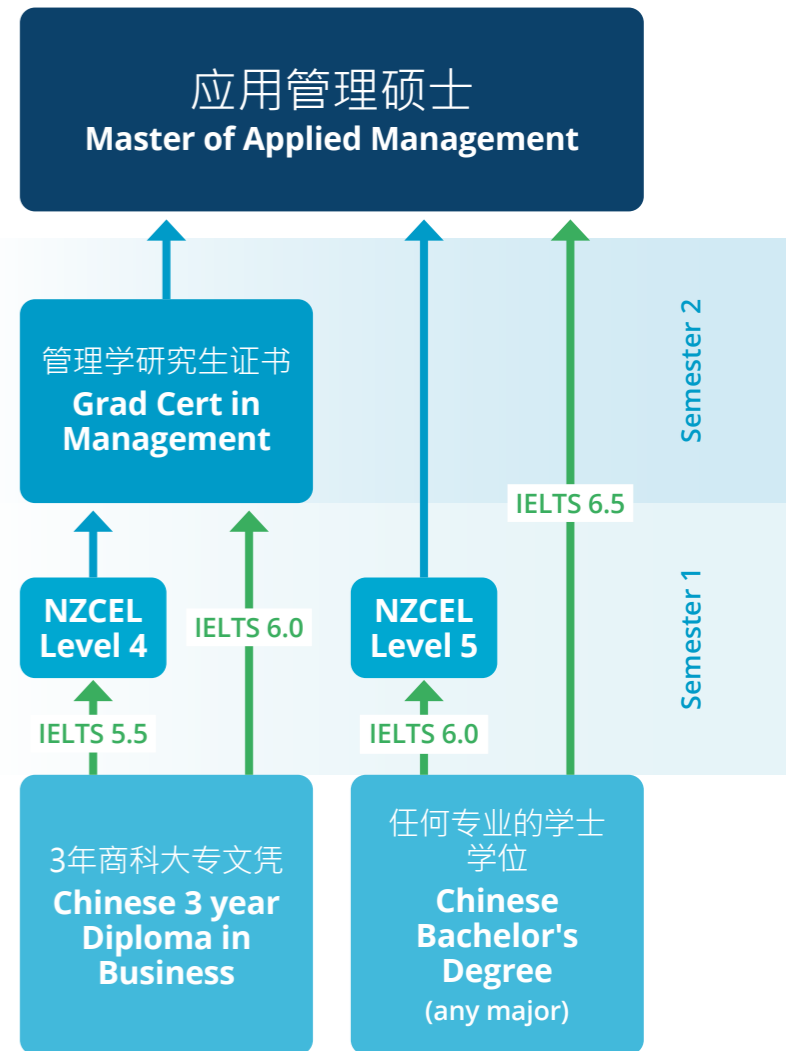 应用管理硕士
Master of Applied Management
管理学研究生证书
Grad Cert in
Management
Semester 2
IELTS 6.5
NZCEL
Level 4
IELTS 6.0
NZCEL
Level 5
Semester 1
IELTS 5.5
IELTS 6.0
3年商科大专文凭
Chinese 3 year
Diploma in
Business
任何专业的学士
学位
Chinese
Bachelor's
Degree
(any major)